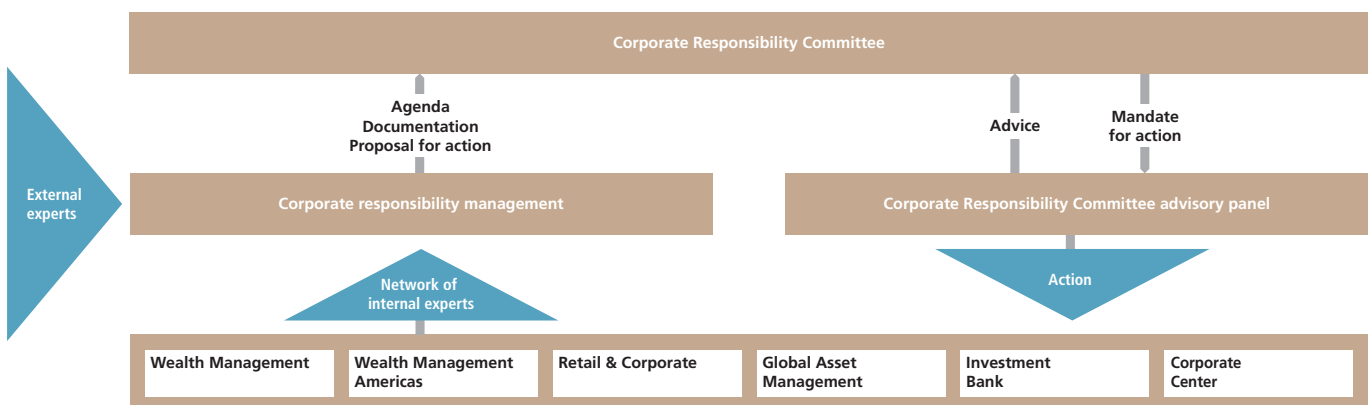 Corporate Responsibility Committee
Agenda
Documentation
Proposal for action
Advice
Mandate
for action
External
experts
Corporate responsibility management
Corporate Responsibility Committee advisory panel
Network of
internal experts
Action
Wealth Management
Wealth Management
Americas
Retail & Corporate
Global Asset
Management
Investment
Bank
Corporate
Center